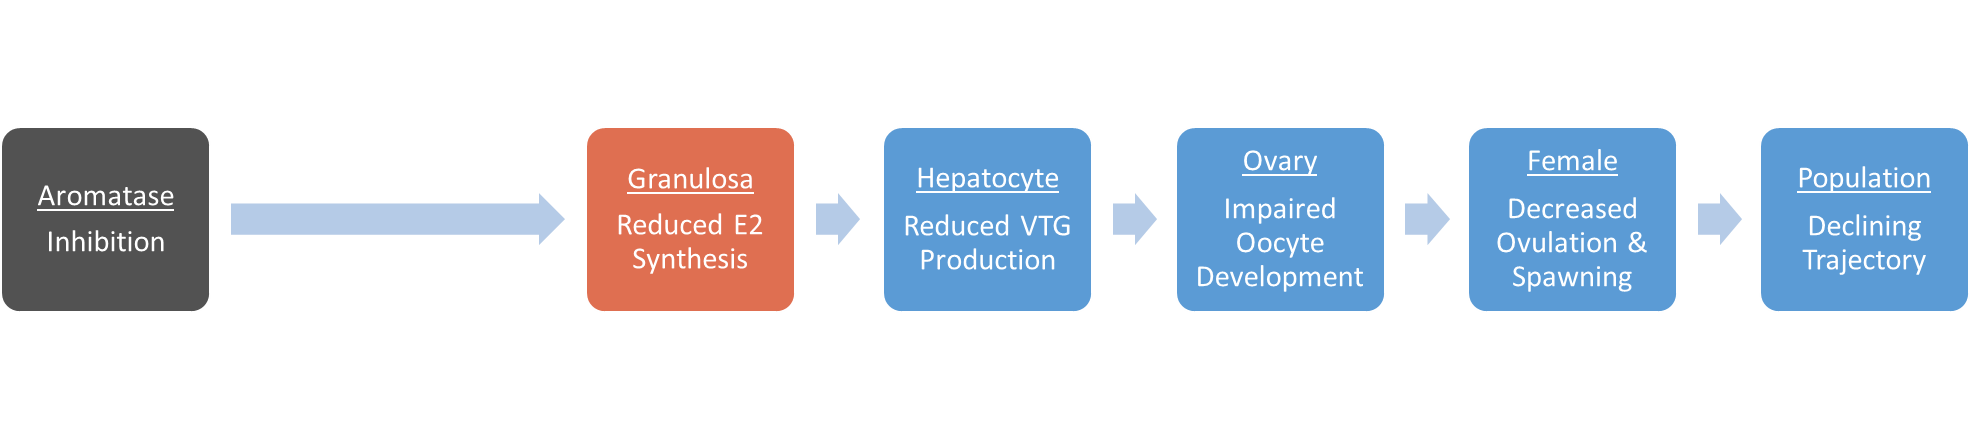 Aromatase
Inhibition
Granulosa
Reduced E2
Synthesis
Hepatocyte
Reduced VTG
Production
Ovary
Impaired
Oocyte
Development
Female
Decreased
Ovulation &
Spawning
Population
Declining
Trajectory